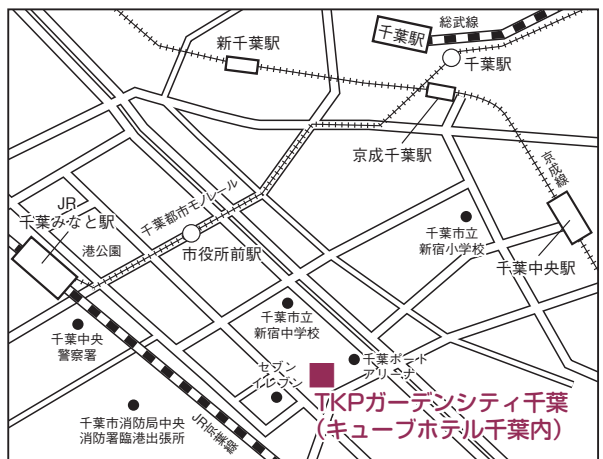 総武線
千葉駅
新千葉駅
千葉駅
京成千葉駅
京成線
JR
千葉みなと駅
港公園
千葉都市モノレール
市役所前駅
千葉市立
新宿小学校
千葉中央駅
千葉市立
新宿中学校
千葉中央
警察署
セブン
イレブン
千葉ポート
アリーナ
TKPガーデンシティ千葉
（キューブホテル千葉内）
千葉市消防局中央
消防署臨港出張所
JR京葉線